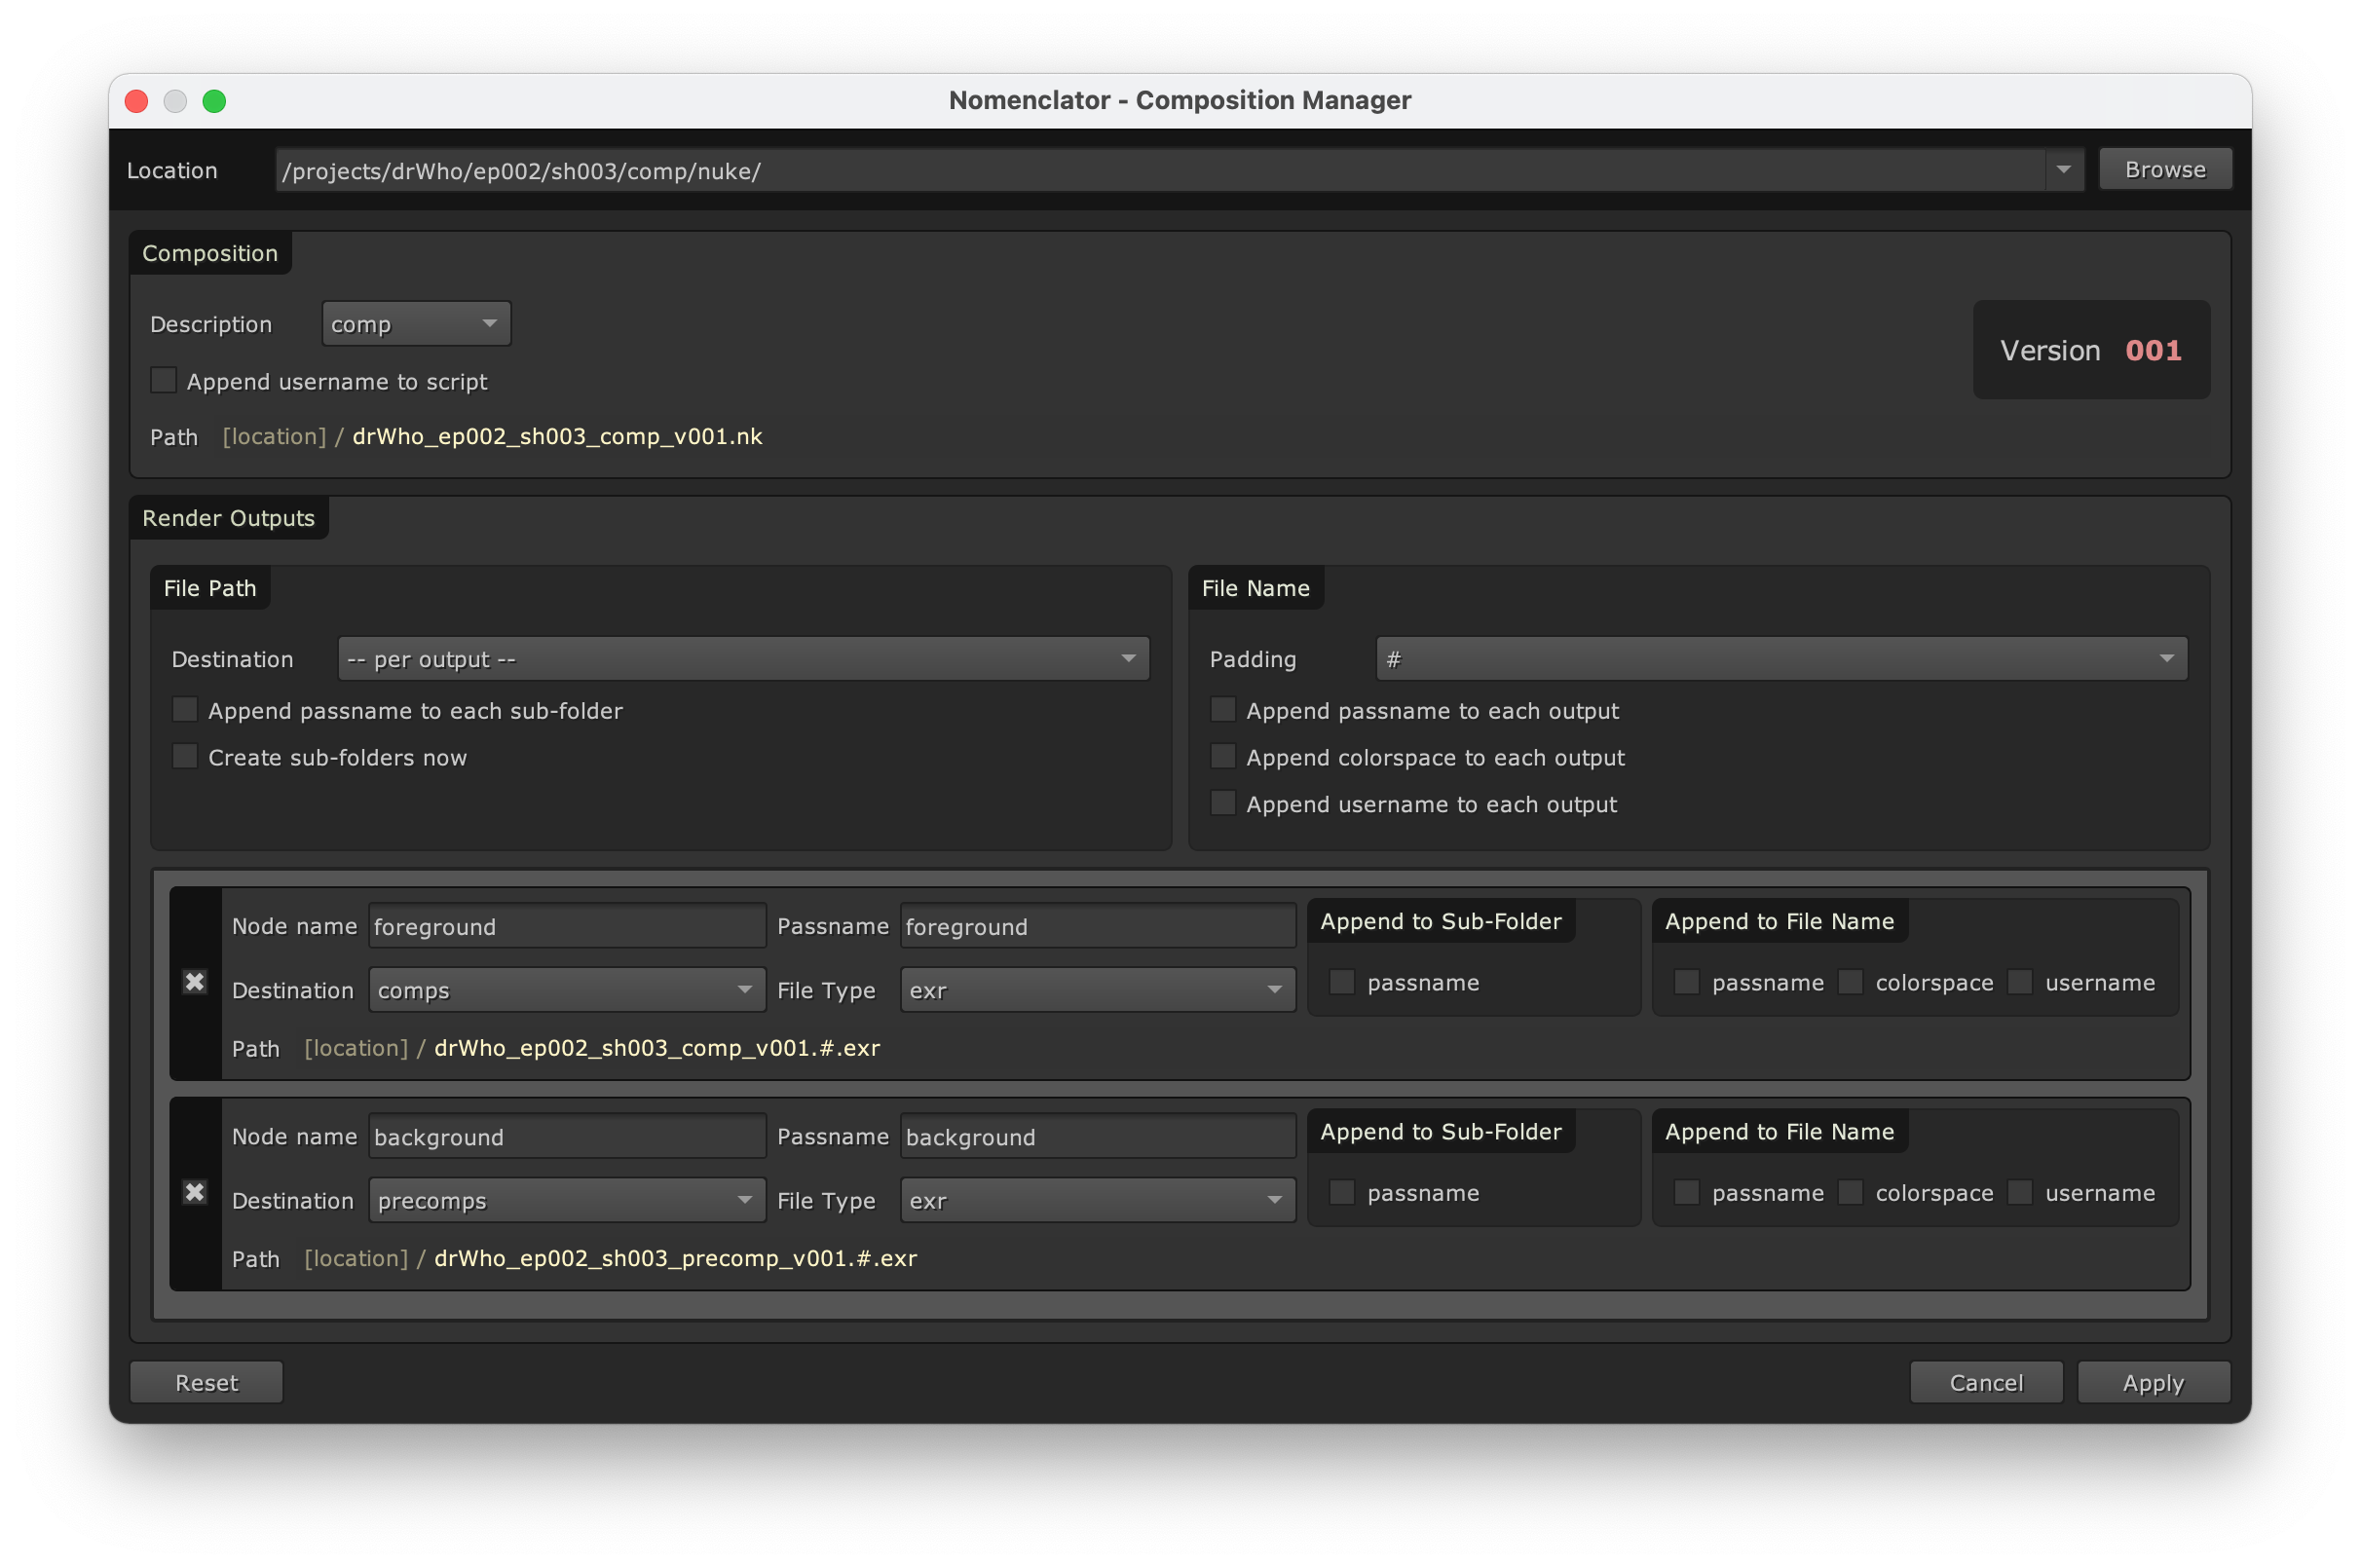 Nomenclator - Composition Manager
Location /projects/drWho/ep002/sh003/comp/nuke/ Browse
Composition
Description comp
Version 001
Append username to script
Path [location] / drWho_ep002_sh003_comp_v001.nk
Render Outputs
File Path
Destination -- per output --
Append passname to each sub-folder
Create sub-folders now
File Name
Padding #
Append passname to each output
Append colorspace to each output
Append username to each output
Node name foreground Passname foreground
Destination comps File Type exr
Append to Sub-Folder
passname
Append to File Name
passname colorspace username
Path [location] / drWho_ep002_sh003_comp_v001.#.exr
Node name background Passname background
Destination precomps File Type exr
Append to Sub-Folder
passname
Append to File Name
passname colorspace username
Path [location] / drWho_ep002_sh003_precomp_v001.#.exr
Reset Cancel Apply